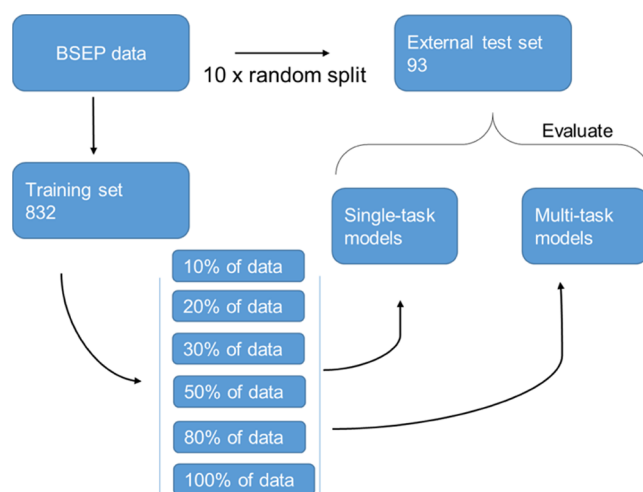 BSEP data
10 x random split
External test set
93
Evaluate
Training set
832
Single-task
models
Multi-task
models
10% of data
20% of data
30% of data
50% of data
80% of data
100% of data